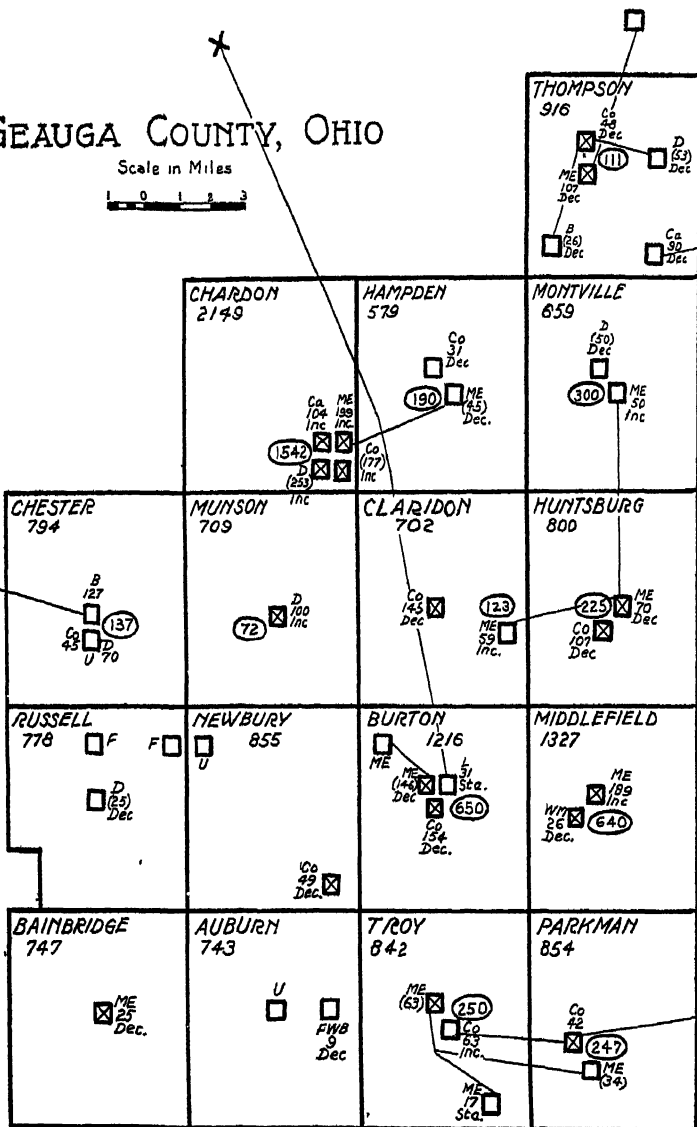 GEAUGA COUNTY, OHIO
Scale in Miles
1 0 1 2 3
THOMPSON
916
Co
48
Dec
111
D
(53)
Dec
ME
107
Dec
B
(26)
Dec
Ca
90
Dec
CHARDON
2149
Ca
104
Inc
ME
199
Inc.
1542
D
(253)
Inc
Co
(177)
Inc
HAMPDEN
579
Co
31
Dec
190
ME
(45)
Dec.
MONTVILLE
659
D
(50)
Dec
300
ME
50
Inc
CHESTER
794
B
127
137
Co
45
U
D
70
MUNSON
709
D
100
Inc
72
CLARIDON
702
Co
145
Dec
123
ME
59
Inc.
HUNTSBURG
800
225
ME
70
Dec
Co
107
Dec
RUSSELL
778
F
F
D
(25)
Dec
NEWBURY
855
U
Co
49
Dec.
BURTON
1216
ME
ME
(146)
Dec
L
31
Sta.
650
Co
154
Dec.
MIDDLEFIELD
1327
ME
189
Inc
WM
26
Dec.
640
BAINBRIDGE
747
ME
25
Dec.
AUBURN
743
U
FWB
9
Dec
TROY
842
ME
(63)
250
Co
63
Inc.
ME
17
Sta.
PARKMAN
854
Co
42
247
ME
(34)